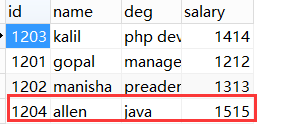 id name deg salary
1203 kalil php dev 1414
1201 gopal manage 1212
1202 manisha preader 1313
1204 allen java 1515